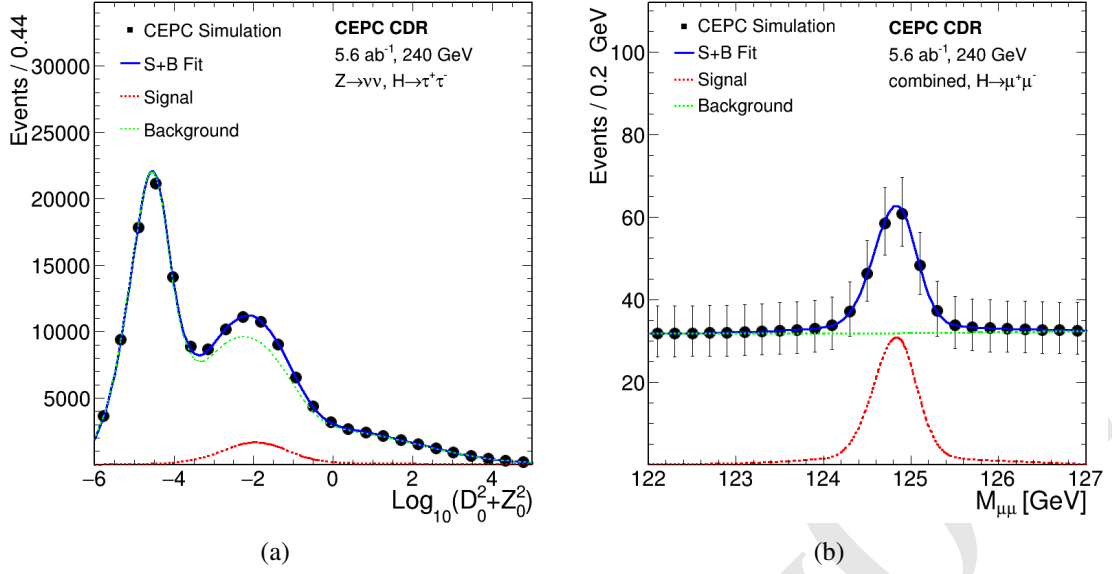 Events / 0.44
35000
30000
25000
20000
15000
10000
5000
CEPC Simulation
S+B Fit
Signal
Background
CEPC CDR
5.6 ab⁻¹, 240 GeV
Z→νν, H→τ⁺τ⁻
−6 −4 −2 0 2 4
Log₁₀(D₀²+Z₀²)
(a)
Events / 0.2 GeV
100
80
60
40
20
CEPC Simulation
S+B Fit
Signal
Background
CEPC CDR
5.6 ab⁻¹, 240 GeV
combined, H→μ⁺μ⁻
122 123 124 125 126 127
M_μμ [GeV]
(b)